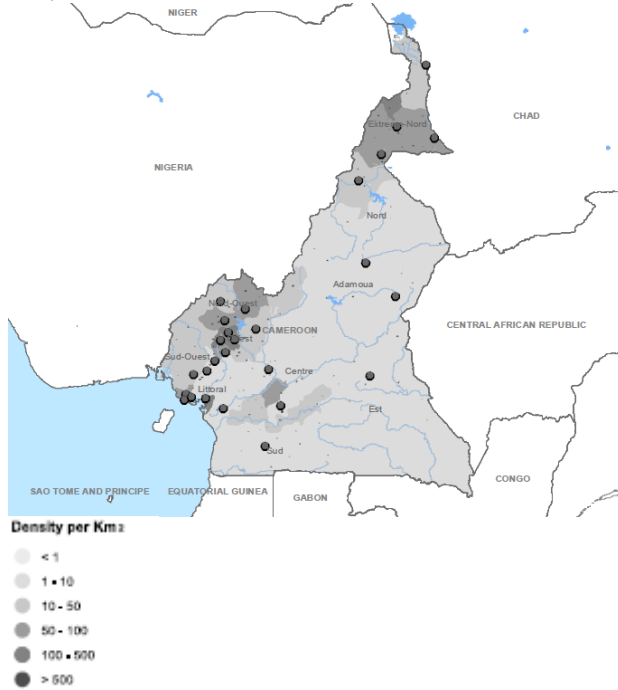 NIGER
CHAD
Extreme-Nord
NIGERIA
Nord
Adamoua
Nord-Ouest
CENTRAL AFRICAN REPUBLIC
CAMEROON
Sud-Ouest
Centre
Littoral
Est
Sud
CONGO
SAO TOME AND PRINCIPE
EQUATORIAL GUINEA
GABON
Density per Km2
< 1
1 - 10
10 - 50
50 - 100
100 - 500
> 500